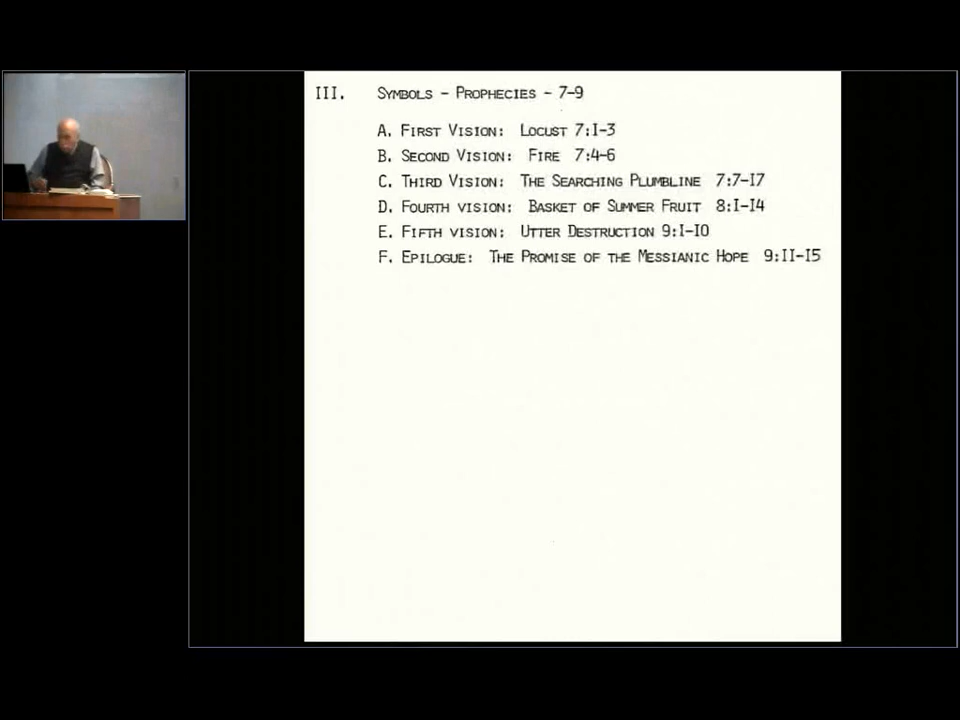 III. Symbols - Prophecies - 7-9
A. First Vision: Locust 7:1-3
B. Second Vision: Fire 7:4-6
C. Third Vision: The Searching Plumbline 7:7-17
D. Fourth vision: Basket of Summer Fruit 8:1-14
E. Fifth vision: Utter Destruction 9:1-10
F. Epilogue: The Promise of the Messianic Hope 9:11-15